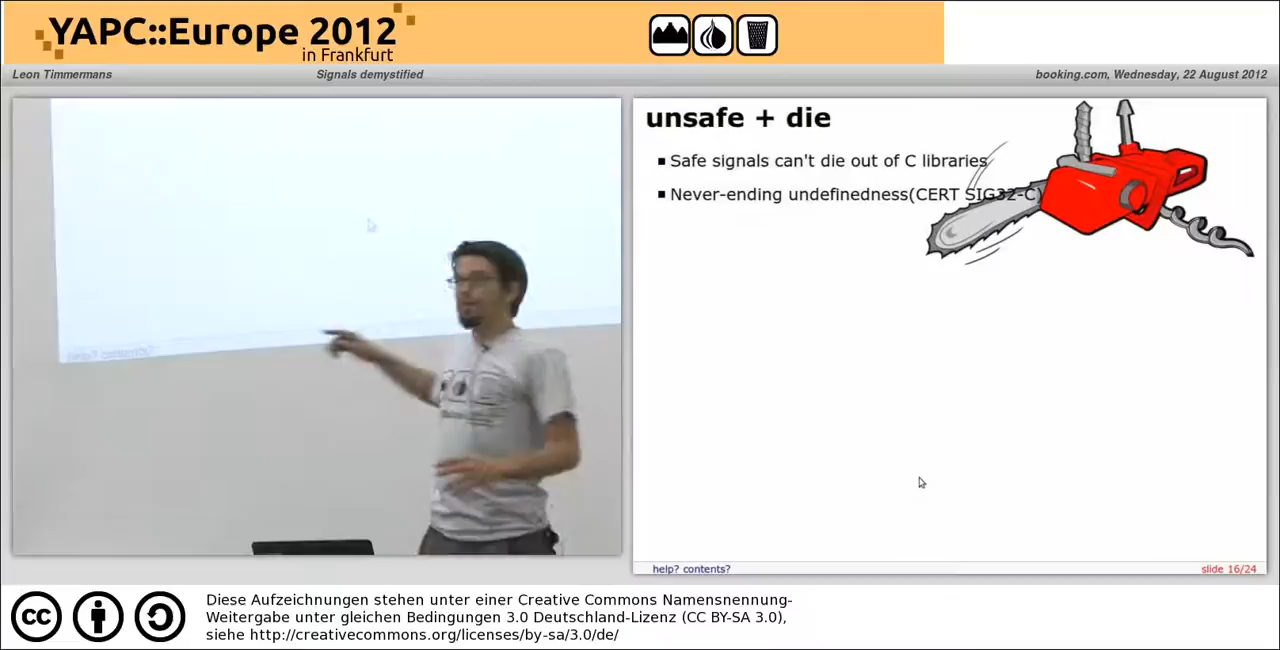 YAPC::Europe 2012
in Frankfurt
Leon Timmermans
Signals demystified
booking.com, Wednesday, 22 August 2012
unsafe + die
Safe signals can't die out of C libraries
Never-ending undefinedness(CERT SIG32-C)
help? contents?
slide 16/24
cc
Diese Aufzeichnungen stehen unter einer Creative Commons Namensnennung-
Weitergabe unter gleichen Bedingungen 3.0 Deutschland-Lizenz (CC BY-SA 3.0),
siehe http://creativecommons.org/licenses/by-sa/3.0/de/